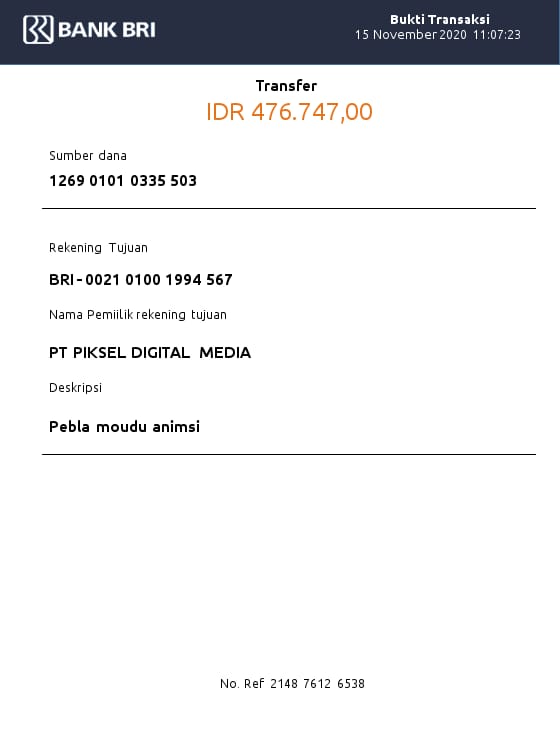 BANK BRI
Bukti Transaksi
15 November 2020 11:07:23
Transfer
IDR 476.747,00
Sumber dana
1269 0101 0335 503
Rekening Tujuan
BRI - 0021 0100 1994 567
Nama Pemiilik rekening tujuan
PT PIKSEL DIGITAL MEDIA
Deskripsi
Pebla moudu animsi
No. Ref 2148 7612 6538